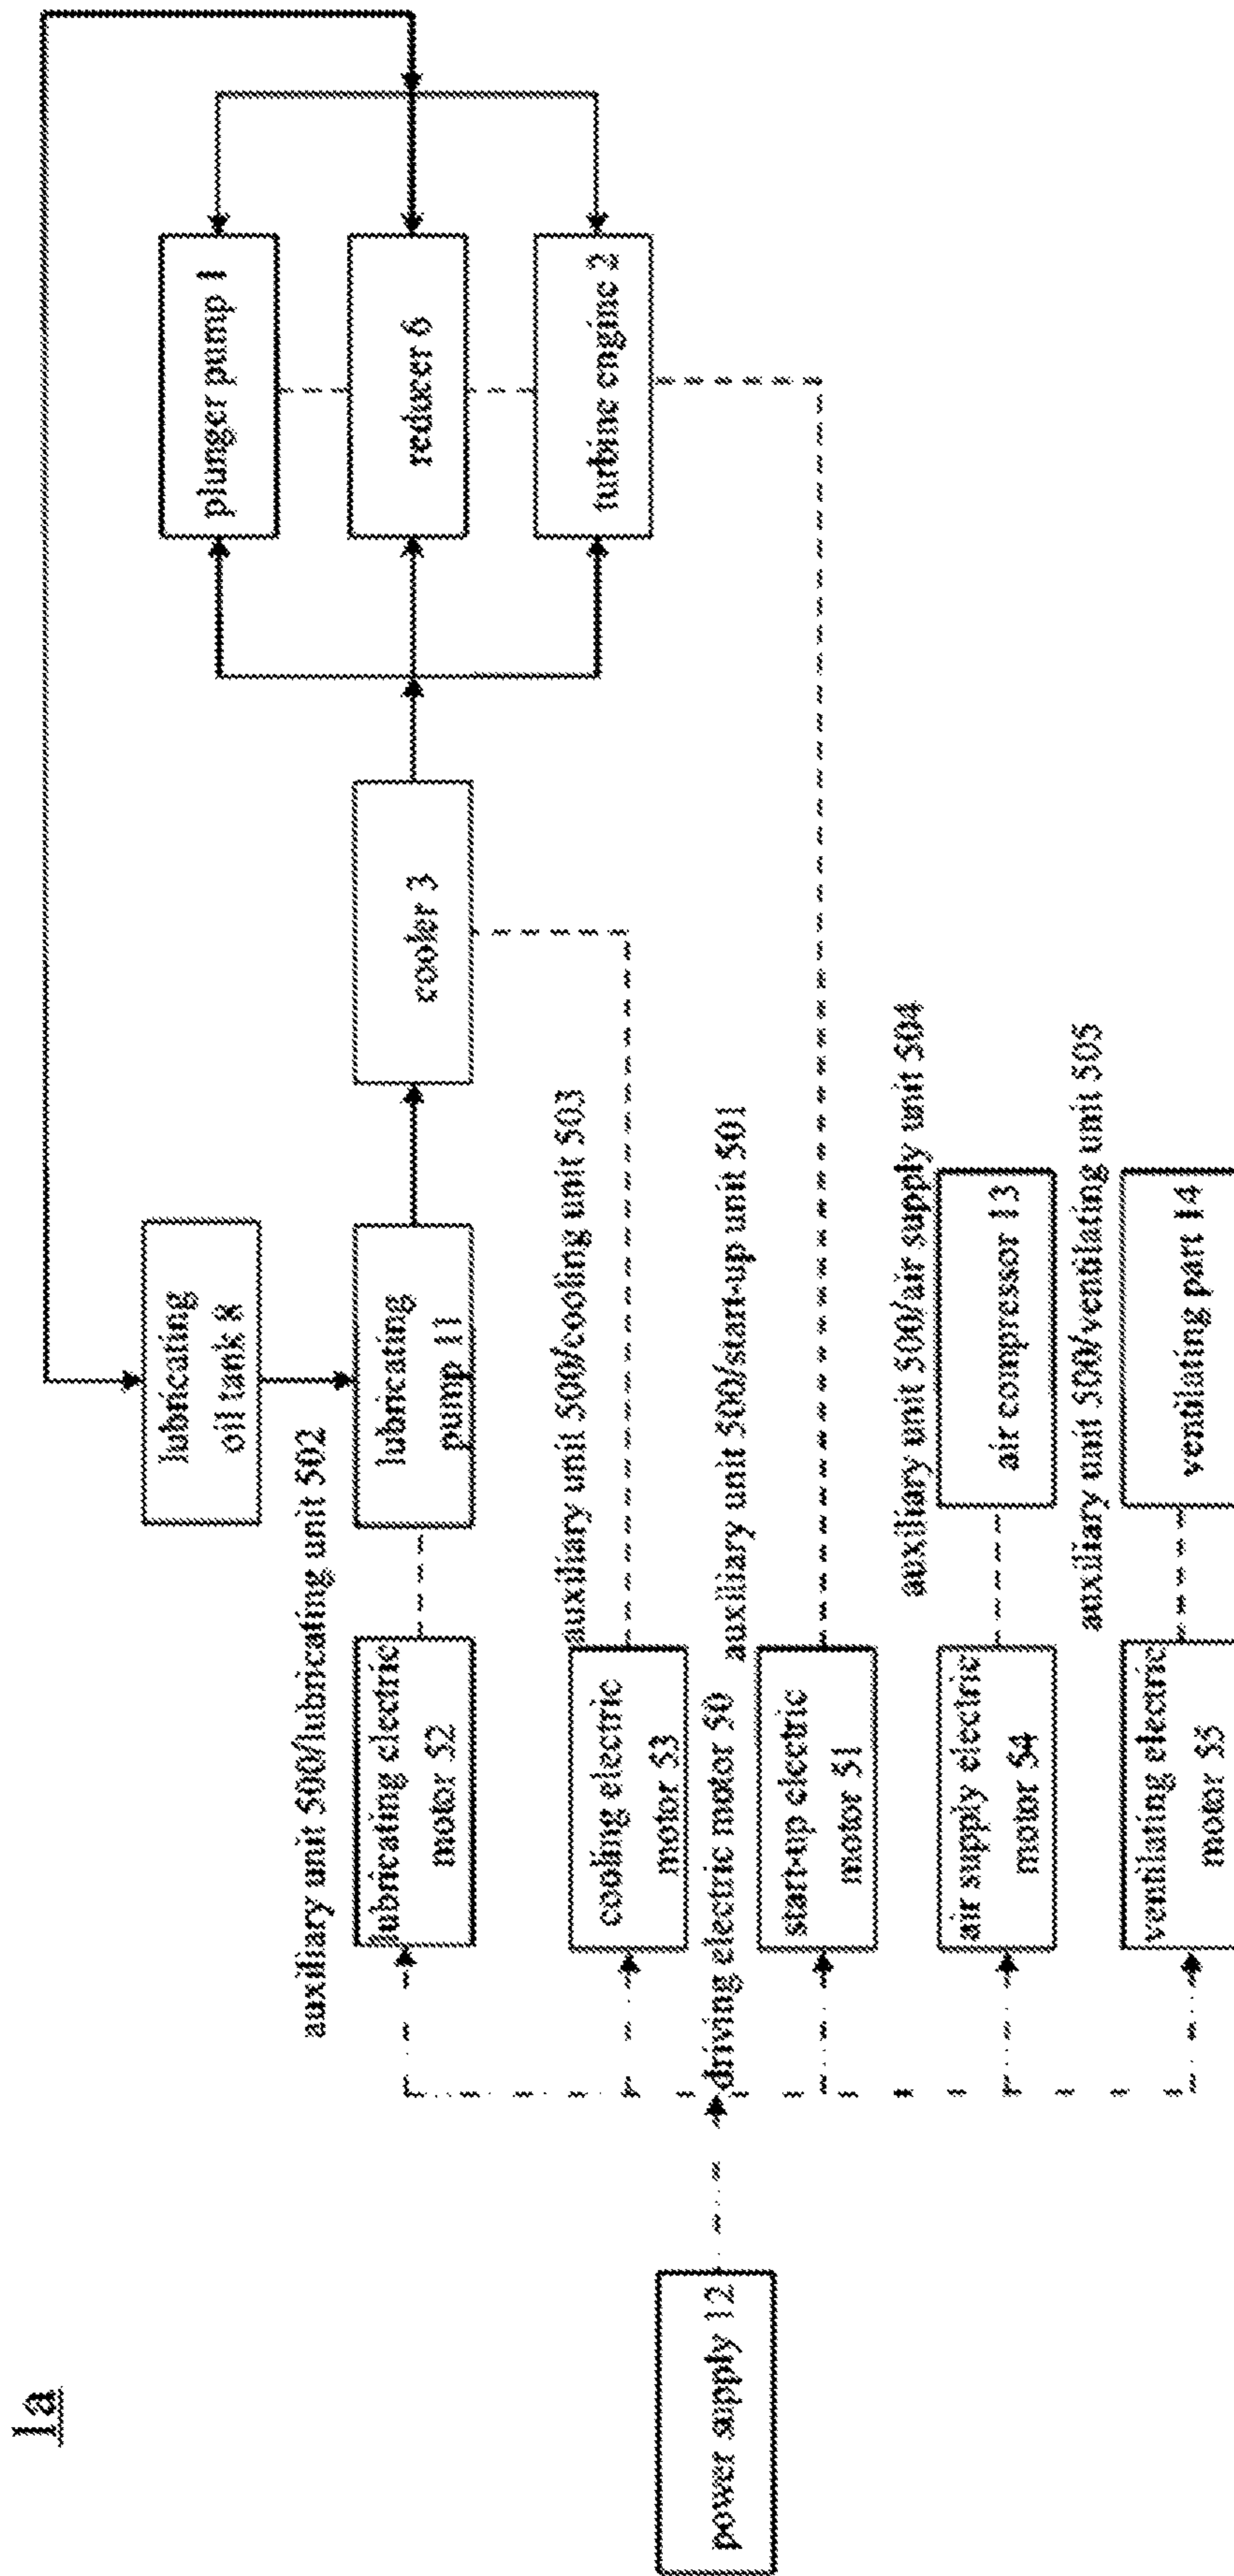 1a
plunger pump 1
reducer 6
turbine engine 2
cooler 3
lubricating
oil tank 8
lubricating
pump 11
auxiliary unit 500/lubricating unit 502
auxiliary unit 500/cooling unit 503
auxiliary unit 500/start-up unit 501
auxiliary unit 500/air supply unit 504
air compressor 13
auxiliary unit 500/ventilating unit 505
ventilating part 14
lubricating electric
motor 52
cooling electric
motor 53
driving electric motor 50
start-up electric
motor 51
air supply electric
motor 54
ventilating electric
motor 55
power supply 12